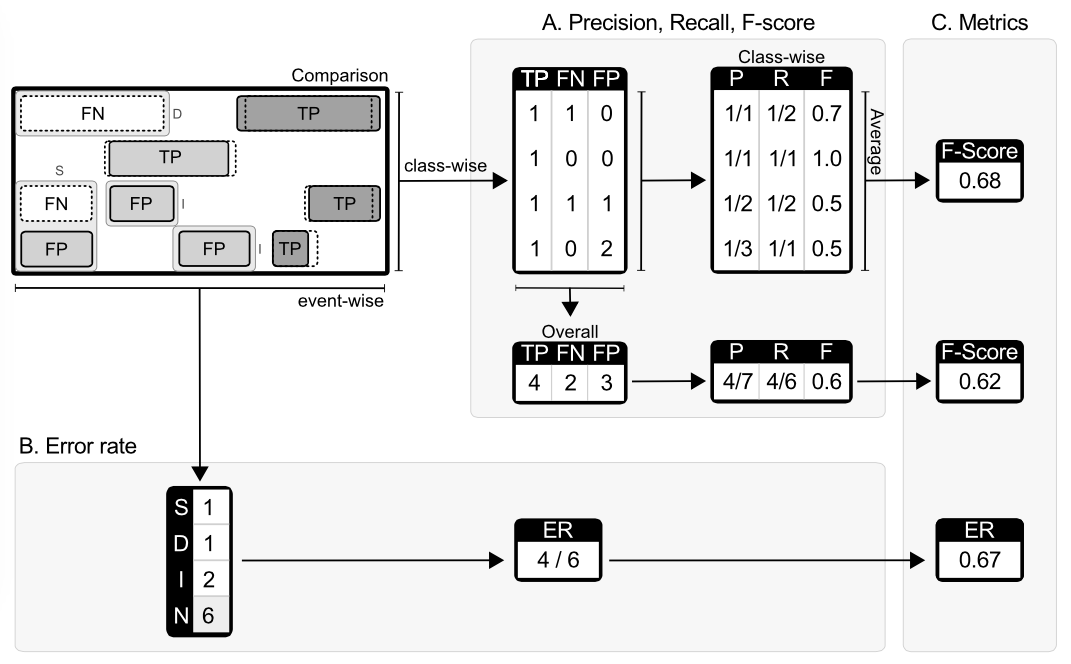 A. Precision, Recall, F-score
C. Metrics
Comparison
FN
D
TP
TP
S
FN
FP
I
TP
FP
FP
I
TP
class-wise
event-wise
TP FN FP
1 1 0
1 0 0
1 1 1
1 0 2
Class-wise
P R F
1/1 1/2 0.7
1/1 1/1 1.0
1/2 1/2 0.5
1/3 1/1 0.5
Average
F-Score
0.68
Overall
TP FN FP
4 2 3
P R F
4/7 4/6 0.6
F-Score
0.62
B. Error rate
S 1
D 1
I 2
N 6
ER
4 / 6
ER
0.67